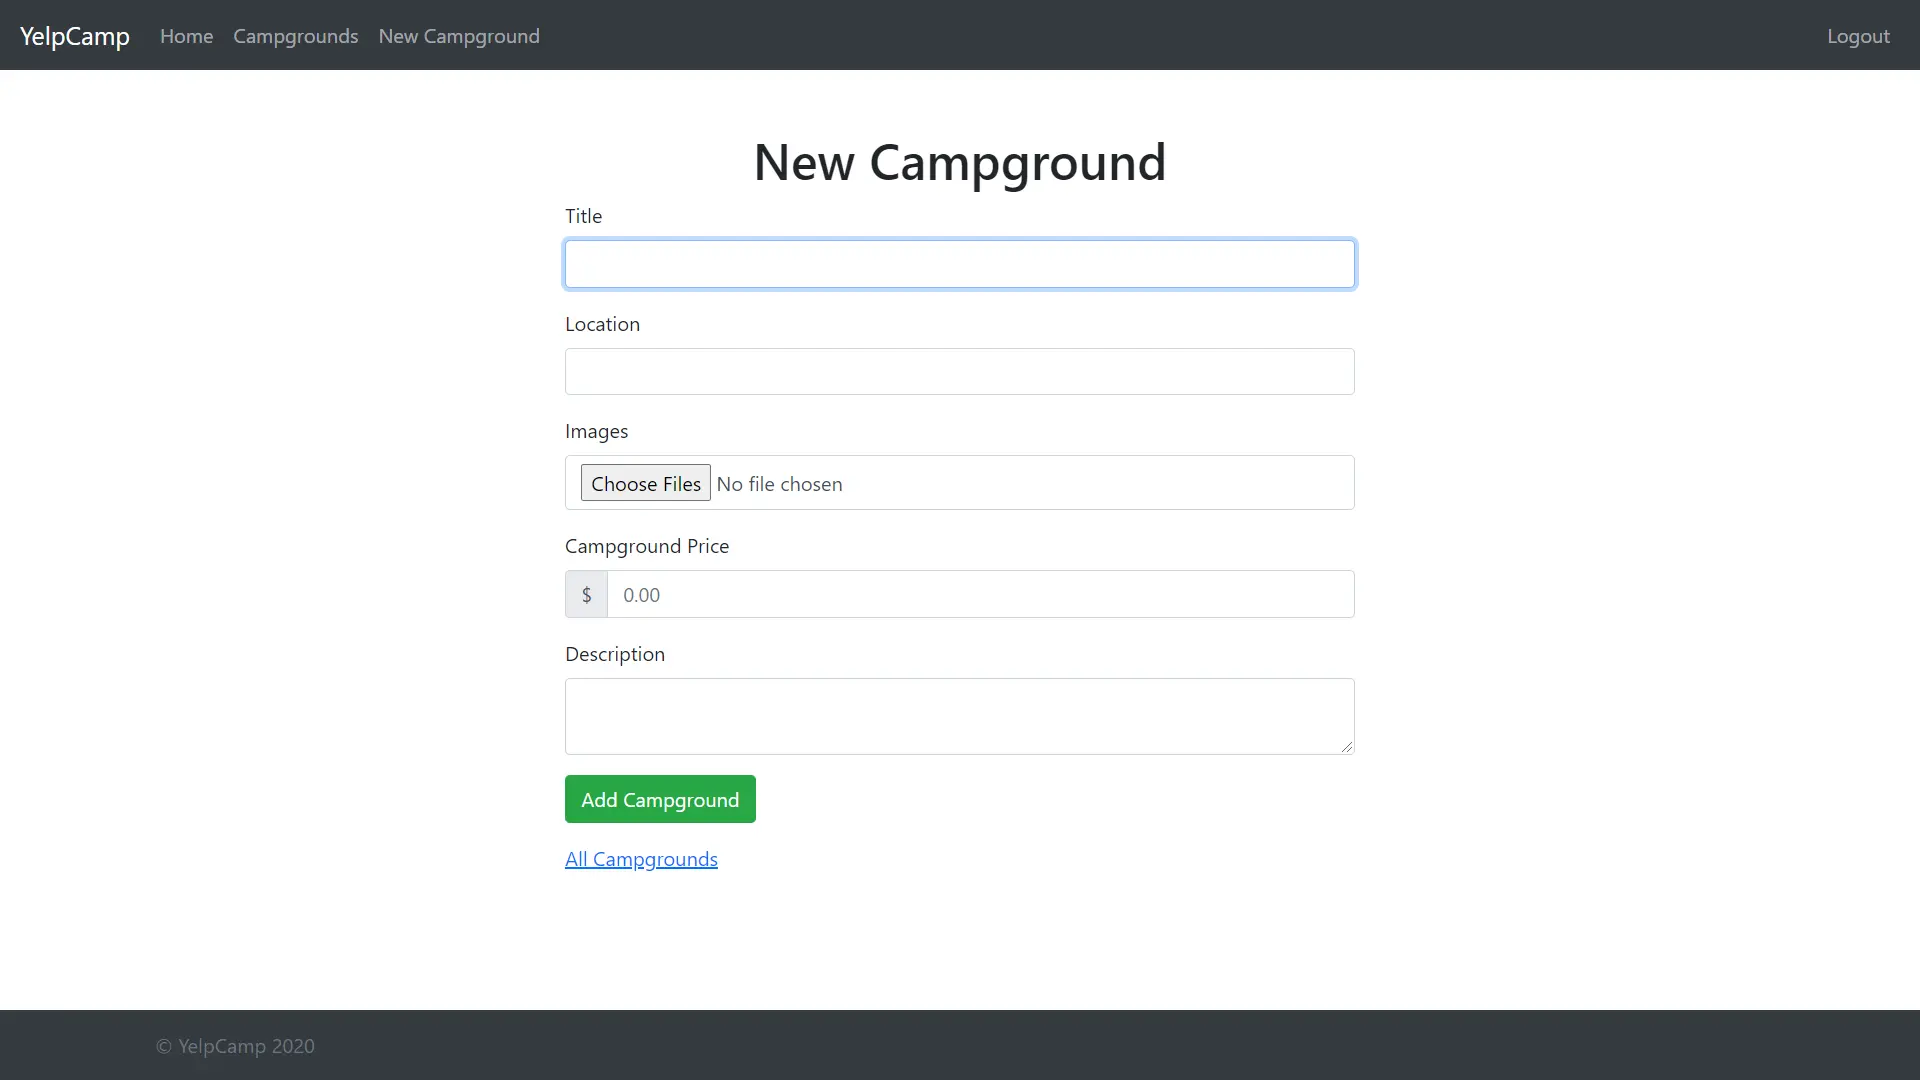 YelpCamp Home Campgrounds New Campground Logout
New Campground
Title
Location
Images
Choose Files No file chosen
Campground Price
$ 0.00
Description
Add Campground
All Campgrounds
© YelpCamp 2020